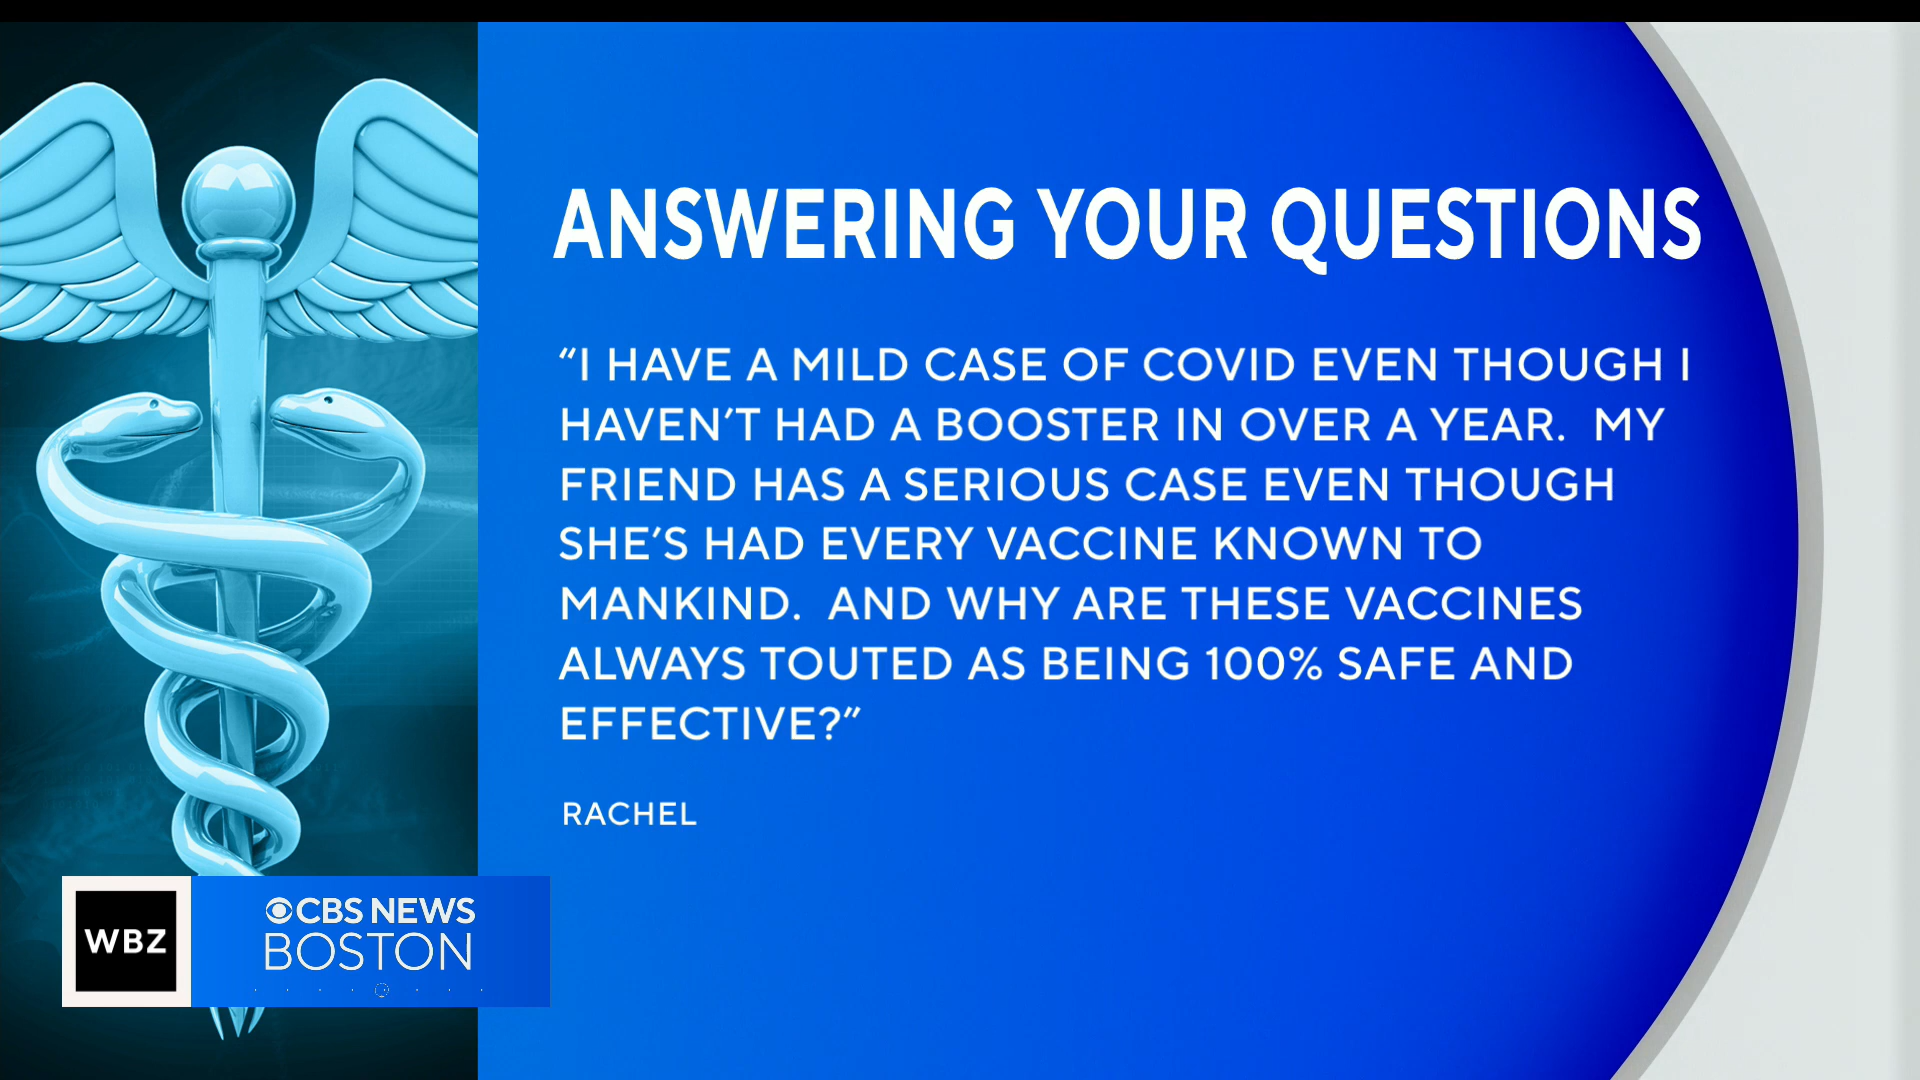 ANSWERING YOUR QUESTIONS
“I HAVE A MILD CASE OF COVID EVEN THOUGH I
HAVEN’T HAD A BOOSTER IN OVER A YEAR.  MY
FRIEND HAS A SERIOUS CASE EVEN THOUGH
SHE’S HAD EVERY VACCINE KNOWN TO
MANKIND.  AND WHY ARE THESE VACCINES
ALWAYS TOUTED AS BEING 100% SAFE AND
EFFECTIVE?”
RACHEL
WBZ
CBS NEWS
BOSTON